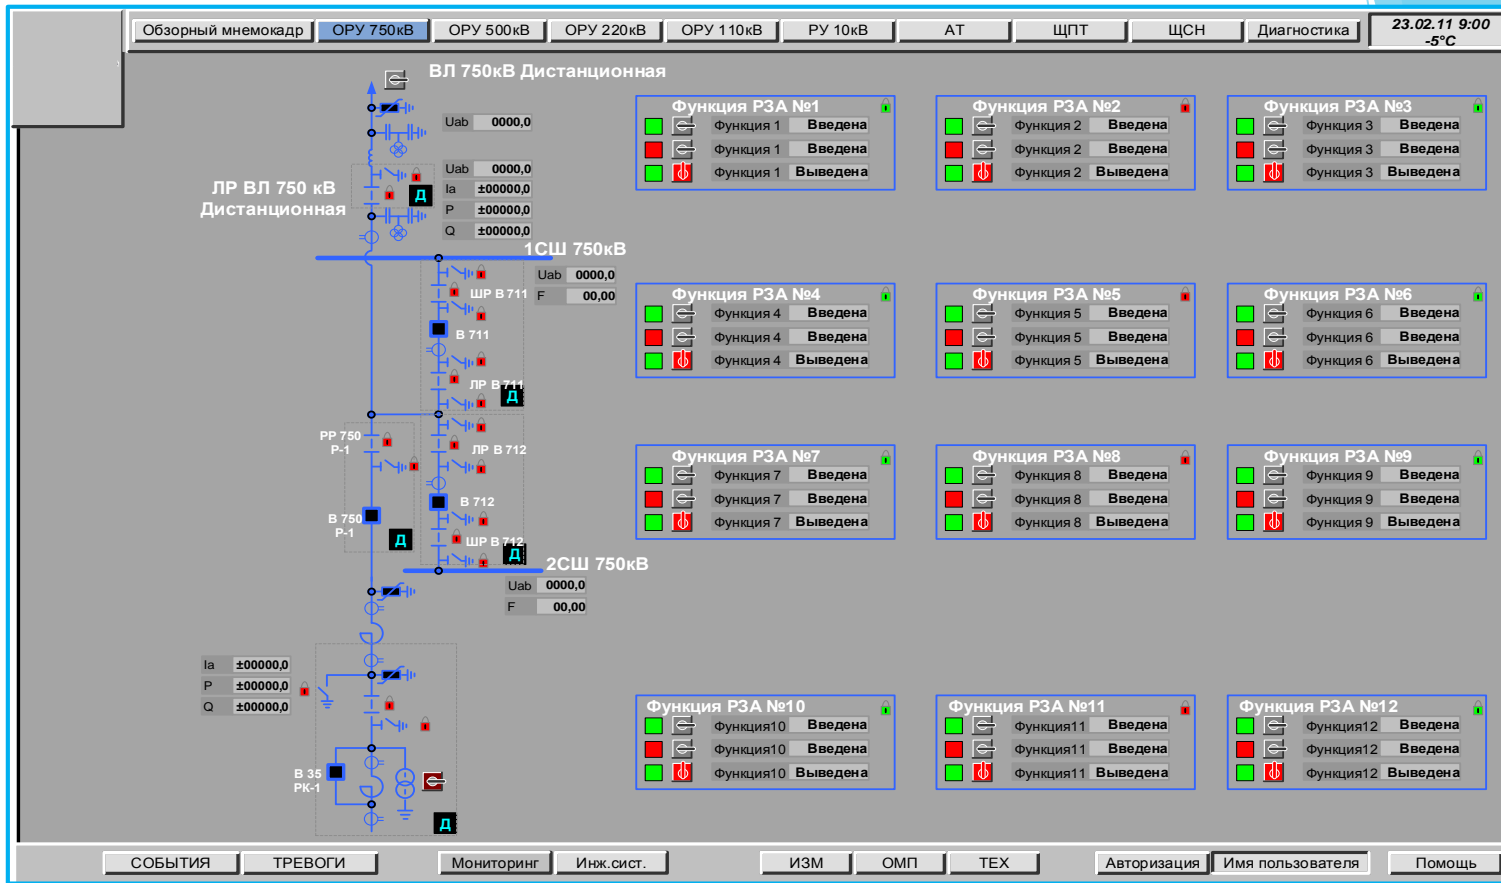 Обзорный мнемокадр ОРУ 750кВ ОРУ 500кВ ОРУ 220кВ ОРУ 110кВ РУ 10кВ АТ ЩПТ ЩСН Диагностика 23.02.11 9:00
-5°C
ВЛ 750кВ Дистанционная
Uab 0000,0
Uab 0000,0
Ia ±00000,0
P ±00000,0
Q ±00000,0
ЛР ВЛ 750 кВ
Дистанционная
Д
1СШ 750кВ
Uab 0000,0
F 00,00
ШР В 711
В 711
ЛР В 711
Д
РР 750
Р-1
ЛР В 712
В 712
В 750
Р-1
Д
ШР В 712
Д
2СШ 750кВ
Uab 0000,0
F 00,00
Ia ±00000,0
P ±00000,0
Q ±00000,0
В 35
РК-1
Д
Функция РЗА №1
Функция 1 Введена
Функция 1 Введена
Функция 1 Выведена
Функция РЗА №2
Функция 2 Введена
Функция 2 Введена
Функция 2 Выведена
Функция РЗА №3
Функция 3 Введена
Функция 3 Введена
Функция 3 Выведена
Функция РЗА №4
Функция 4 Введена
Функция 4 Введена
Функция 4 Выведена
Функция РЗА №5
Функция 5 Введена
Функция 5 Введена
Функция 5 Выведена
Функция РЗА №6
Функция 6 Введена
Функция 6 Введена
Функция 6 Выведена
Функция РЗА №7
Функция 7 Введена
Функция 7 Введена
Функция 7 Выведена
Функция РЗА №8
Функция 8 Введена
Функция 8 Введена
Функция 8 Выведена
Функция РЗА №9
Функция 9 Введена
Функция 9 Введена
Функция 9 Выведена
Функция РЗА №10
Функция10 Введена
Функция10 Введена
Функция10 Выведена
Функция РЗА №11
Функция11 Введена
Функция11 Введена
Функция11 Выведена
Функция РЗА №12
Функция12 Введена
Функция12 Введена
Функция12 Выведена
СОБЫТИЯ ТРЕВОГИ Мониторинг Инж.сист. ИЗМ ОМП ТЕХ Авторизация Имя пользователя Помощь